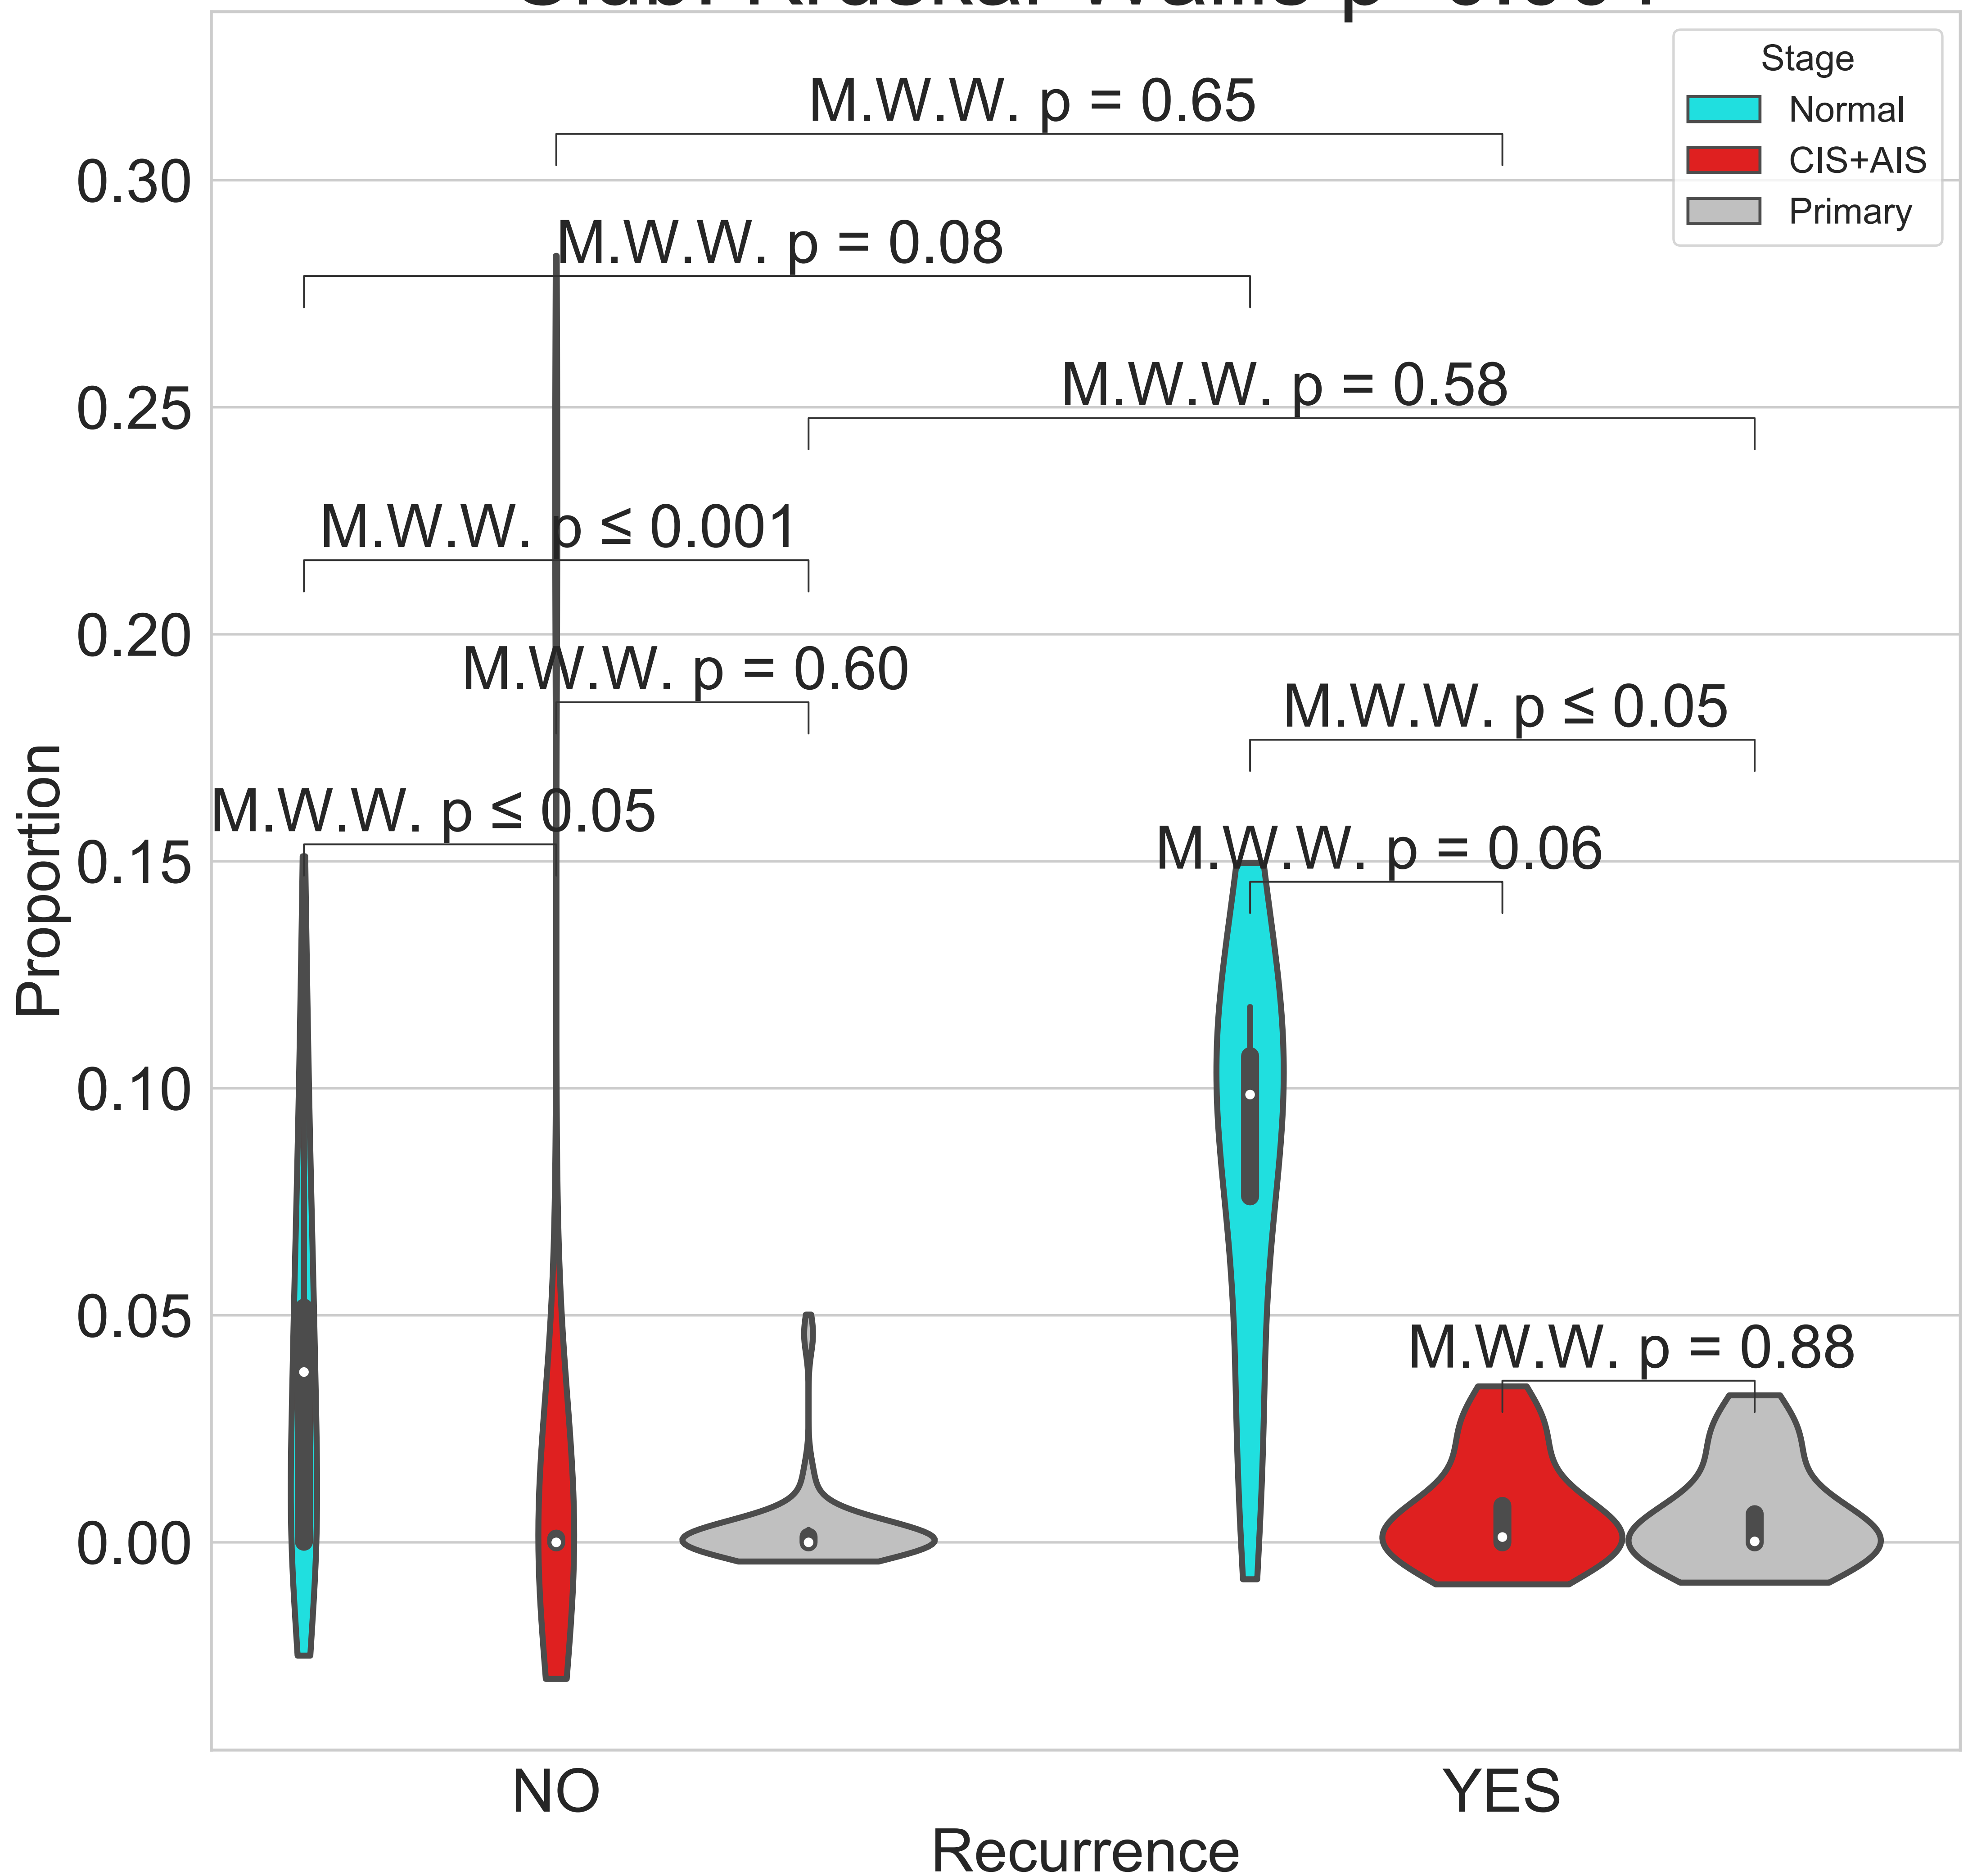 Stage
Normal
CIS+AIS
Primary
M.W.W. p = 0.65
M.W.W. p = 0.08
M.W.W. p = 0.58
M.W.W. p ≤ 0.001
M.W.W. p = 0.60
M.W.W. p ≤ 0.05
M.W.W. p ≤ 0.05
M.W.W. p = 0.06
M.W.W. p = 0.88
0.30
0.25
0.20
0.15
0.10
0.05
0.00
Proportion
NO
YES
Recurrence